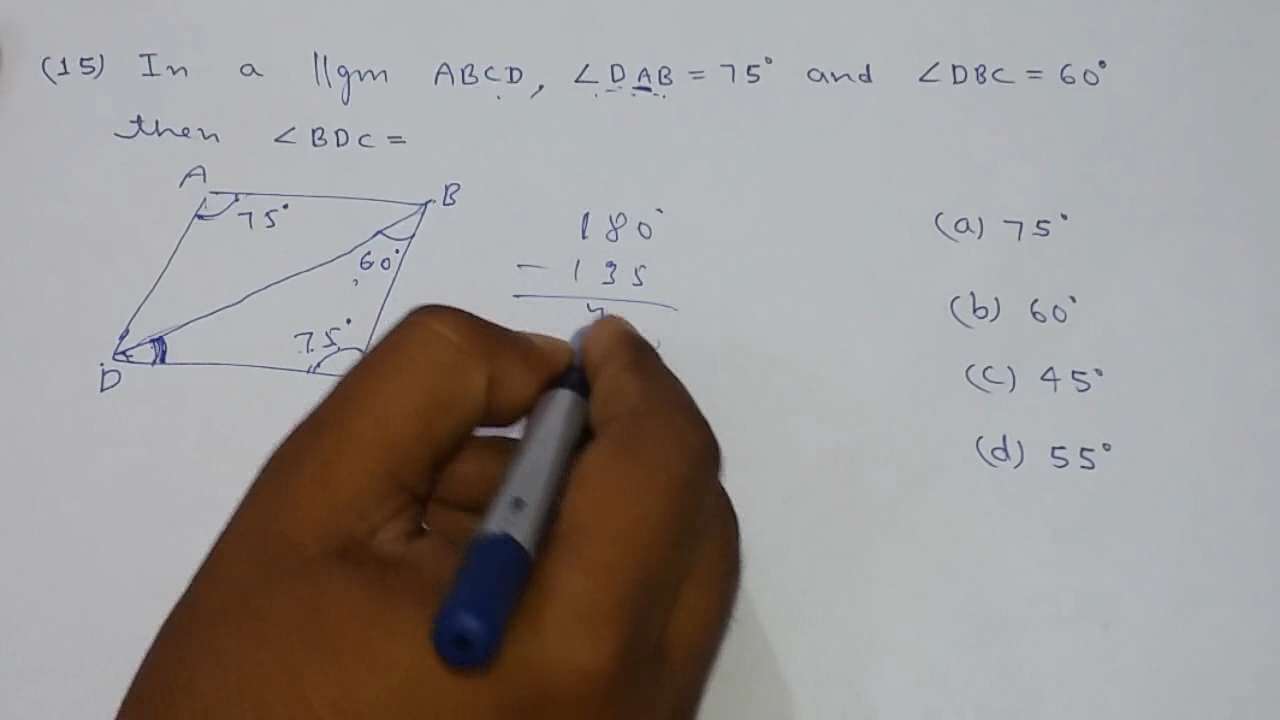 (15) In a ||gm ABCD, ∠DAB = 75° and ∠DBC = 60°
then ∠BDC =
A
B
75°
60°
75°
D
180°
- 135
4
(a) 75°
(b) 60°
(c) 45°
(d) 55°